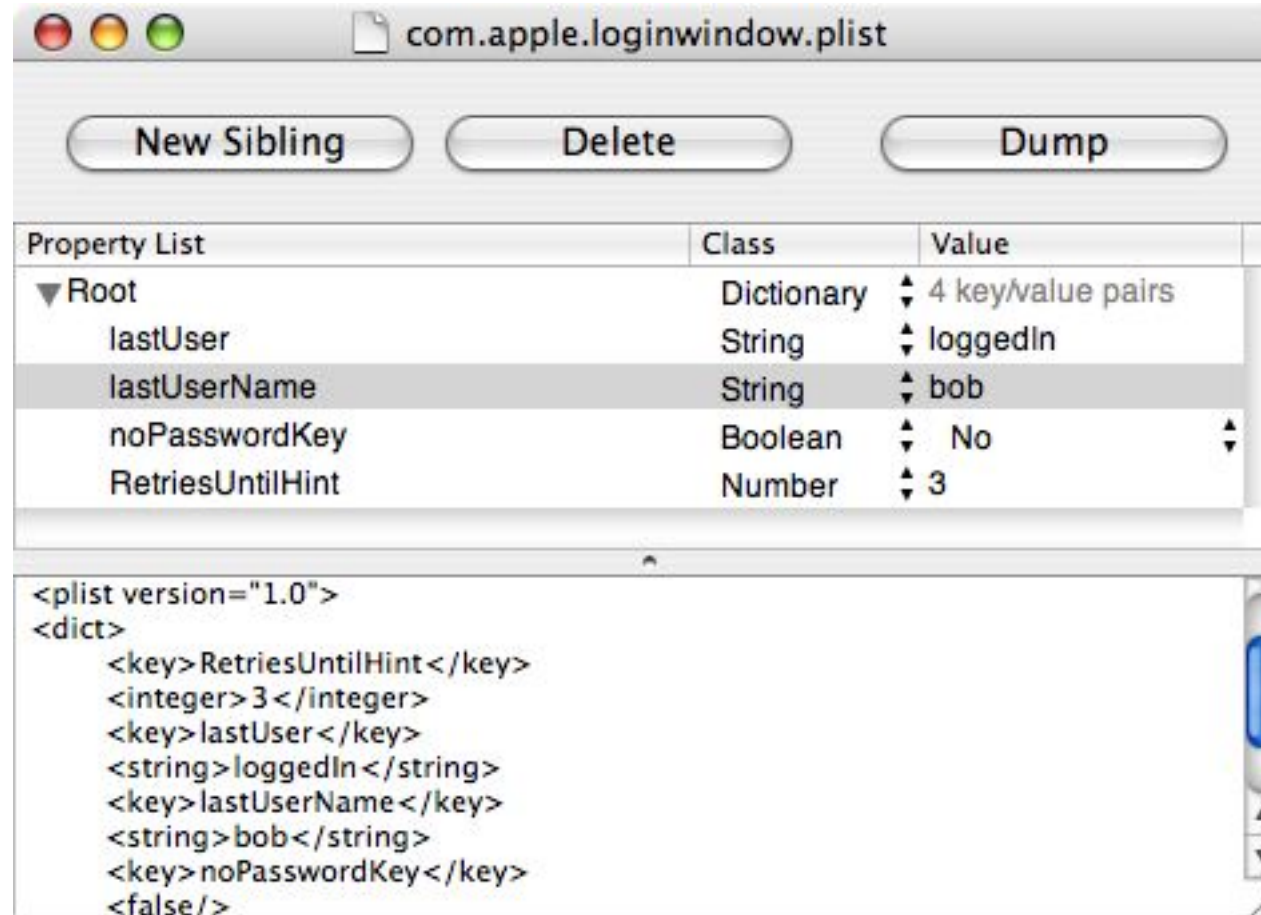 com.apple.loginwindow.plist
New Sibling Delete Dump
Property List Class Value
Root Dictionary 4 key/value pairs
lastUser String loggedIn
lastUserName String bob
noPasswordKey Boolean No
RetriesUntilHint Number 3
<plist version="1.0">
<dict>
<key>RetriesUntilHint</key>
<integer>3</integer>
<key>lastUser</key>
<string>loggedIn</string>
<key>lastUserName</key>
<string>bob</string>
<key>noPasswordKey</key>
<false/>